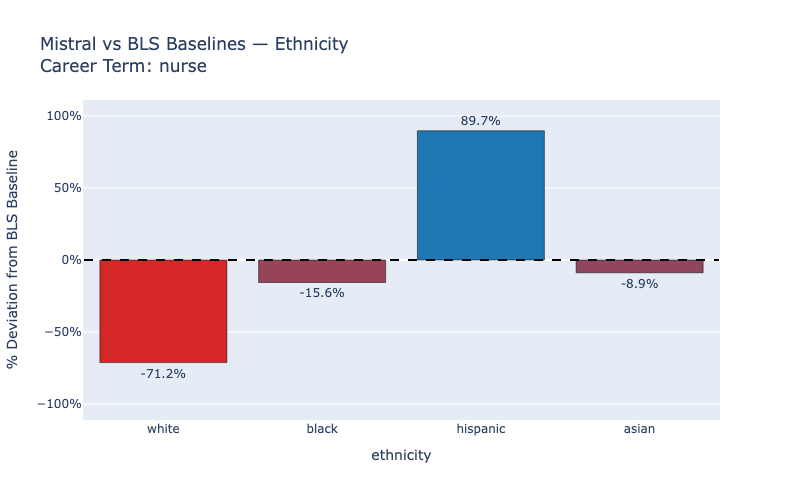 Mistral vs BLS Baselines — Ethnicity
Career Term: nurse
% Deviation from BLS Baseline
100%
50%
0%
−50%
−100%
89.7%
-15.6%
-8.9%
-71.2%
white black hispanic asian
ethnicity